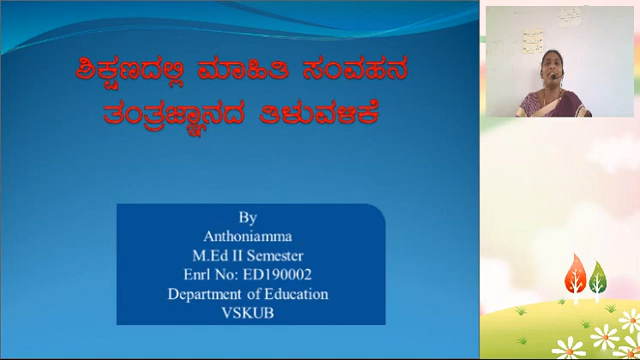 ಶಿಕ್ಷಣದಲ್ಲಿ ಮಾಹಿತಿ ಸಂವಹನ
ತಂತ್ರಜ್ಞಾನದ ತಿಳುವಳಿಕೆ
By
Anthoniamma
M.Ed II Semester
Enrl No: ED190002
Department of Education
VSKUB